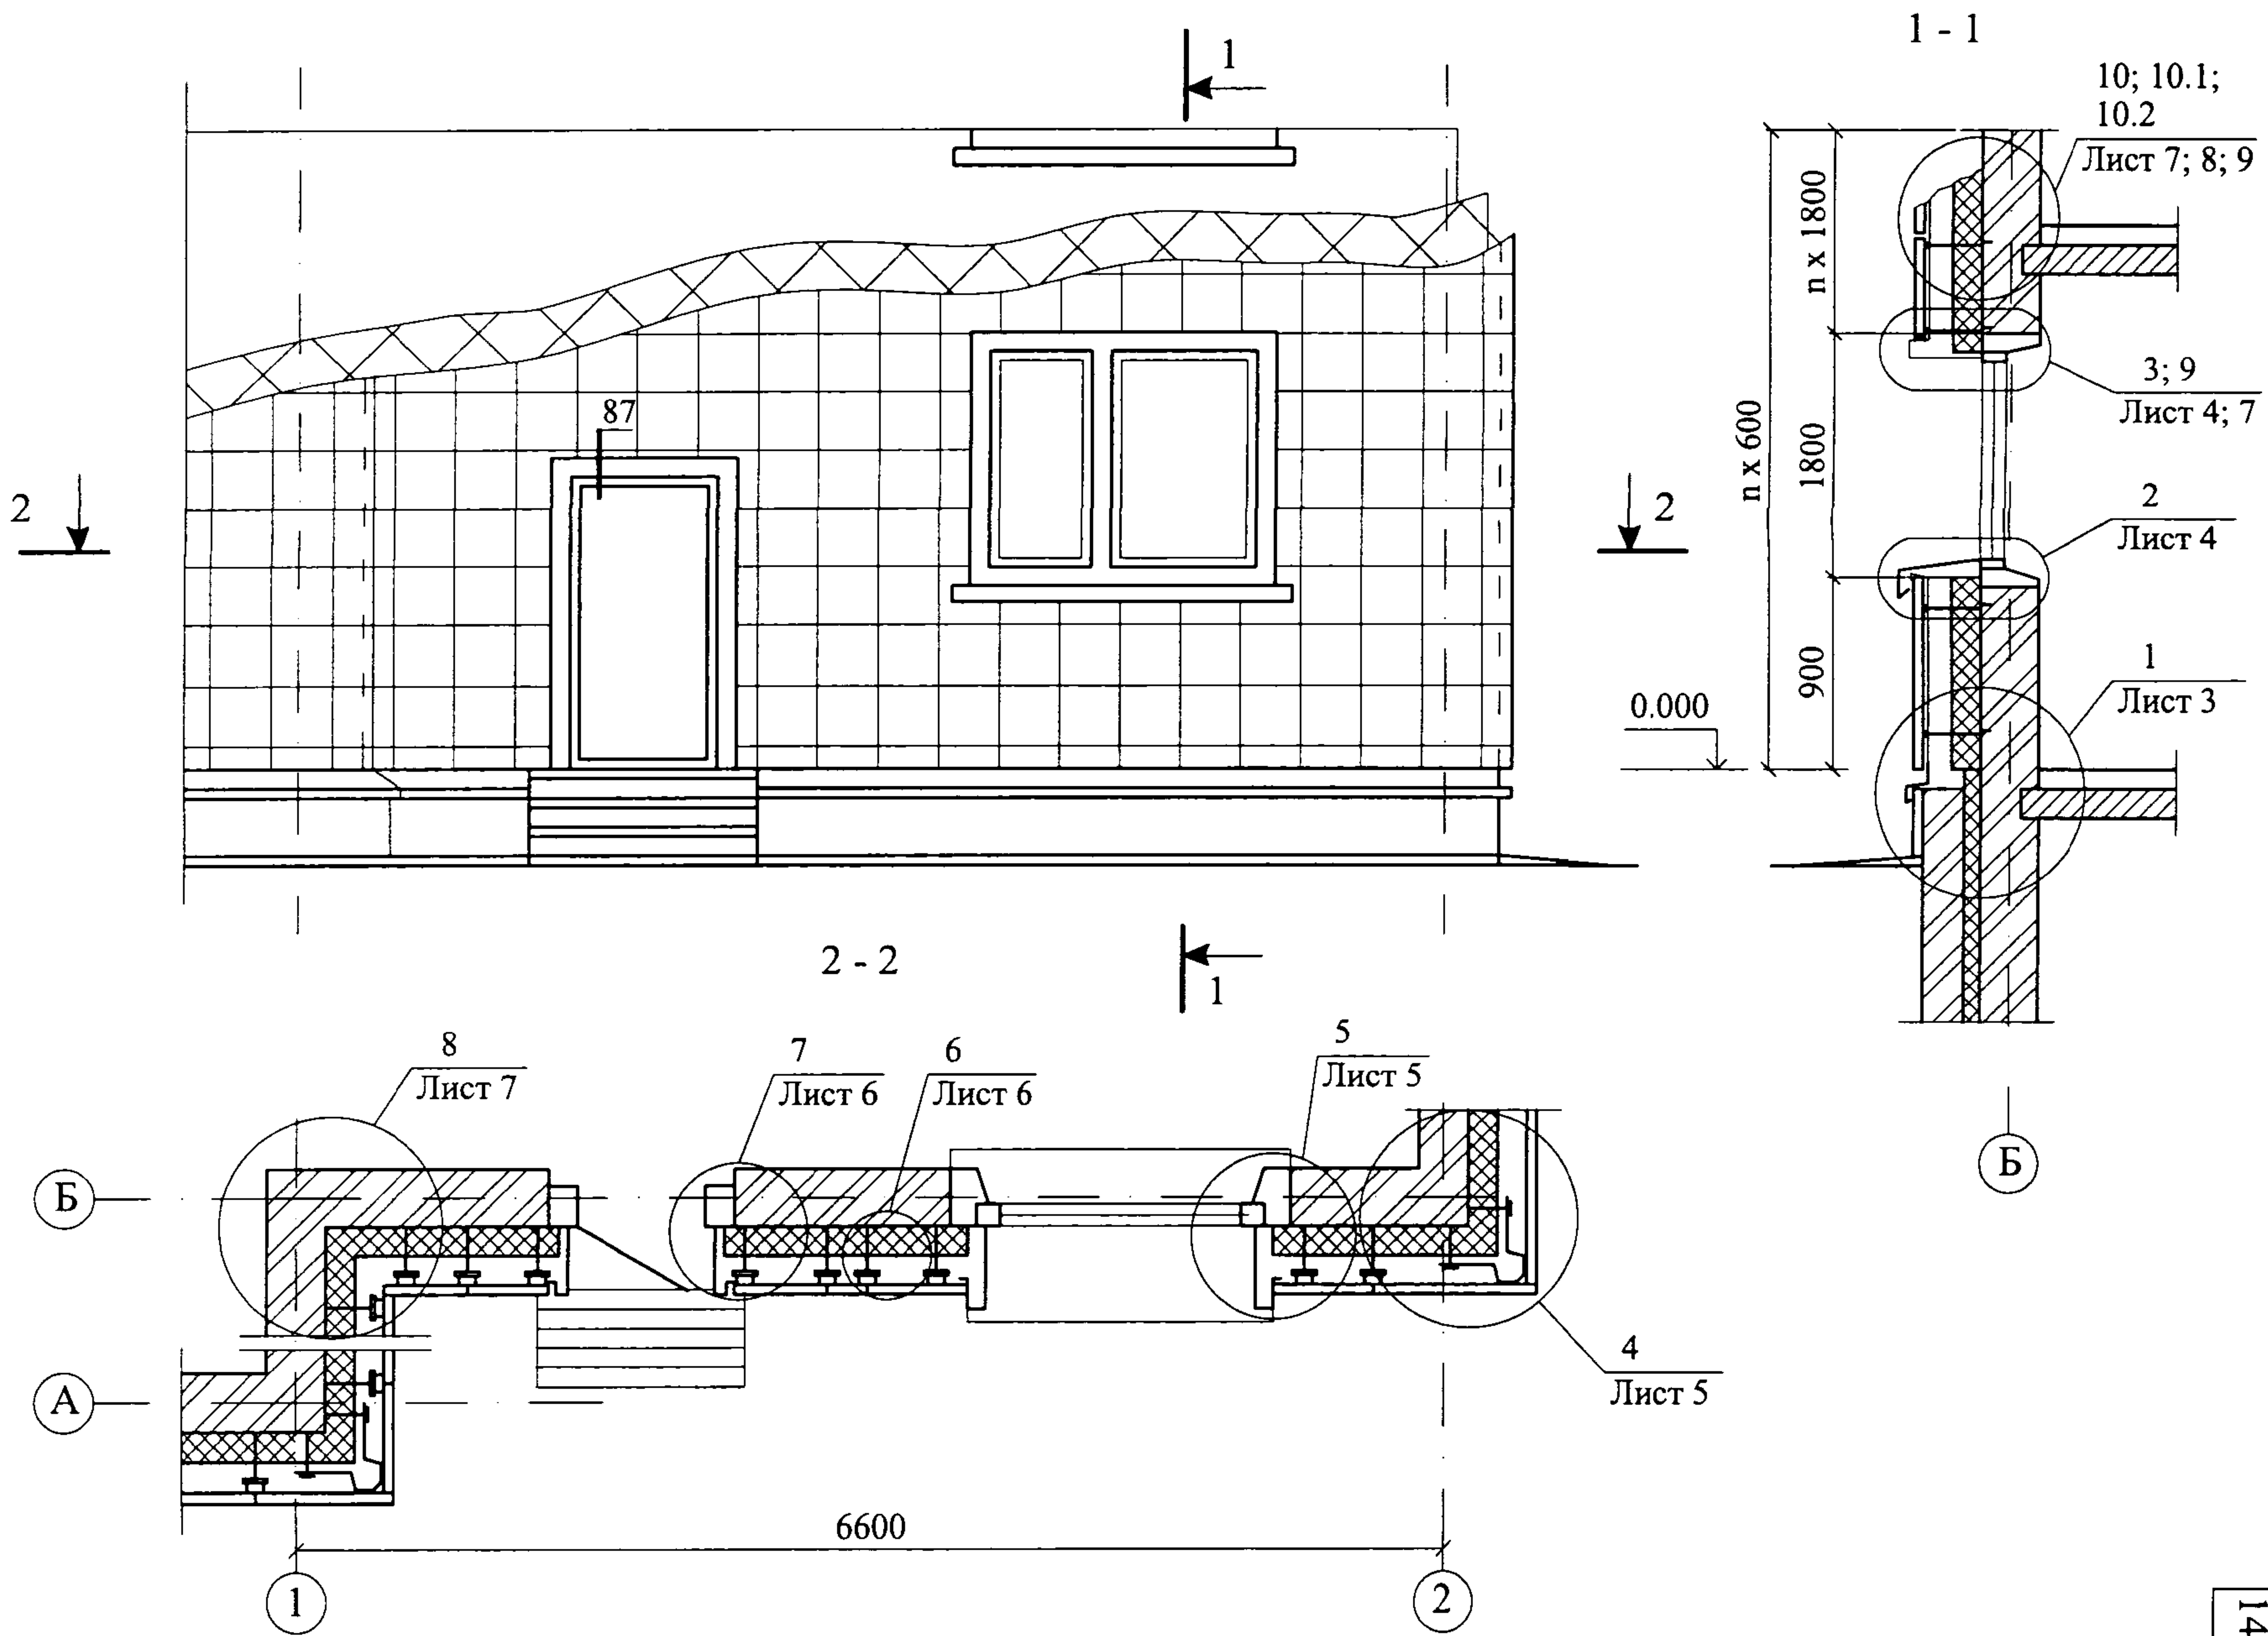 1
1 - 1
10; 10.1;
10.2
Лист 7; 8; 9
n x 1800
n x 600
3; 9
Лист 4; 7
87
1800
2
2
2
Лист 4
900
1
Лист 3
0.000
2 - 2
1
8
Лист 7
7
Лист 6
6
Лист 6
5
Лист 5
Б
Б
4
Лист 5
А
6600
1
2
14